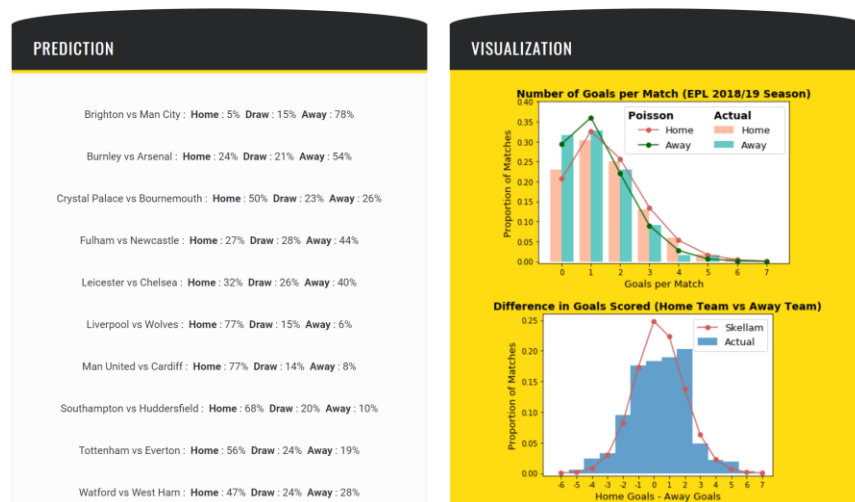 PREDICTION
Brighton vs Man City : Home : 5% Draw : 15% Away : 78%
Burnley vs Arsenal : Home : 24% Draw : 21% Away : 54%
Crystal Palace vs Bournemouth : Home : 50% Draw : 23% Away : 26%
Fulham vs Newcastle : Home : 27% Draw : 28% Away : 44%
Leicester vs Chelsea : Home : 32% Draw : 26% Away : 40%
Liverpool vs Wolves : Home : 77% Draw : 15% Away : 6%
Man United vs Cardiff : Home : 77% Draw : 14% Away : 8%
Southampton vs Huddersfield : Home : 68% Draw : 20% Away : 10%
Tottenham vs Everton : Home : 56% Draw : 24% Away : 19%
Watford vs West Ham : Home : 47% Draw : 24% Away : 28%
VISUALIZATION
Number of Goals per Match (EPL 2018/19 Season)
Proportion of Matches
0.40
0.35
0.30
0.25
0.20
0.15
0.10
0.05
0.00
Poisson Actual
Home Home
Away Away
0 1 2 3 4 5 6 7
Goals per Match
Difference in Goals Scored (Home Team vs Away Team)
Proportion of Matches
0.25
0.20
0.15
0.10
0.05
0.00
Skellam
Actual
-6 -5 -4 -3 -2 -1 0 1 2 3 4 5 6 7
Home Goals - Away Goals